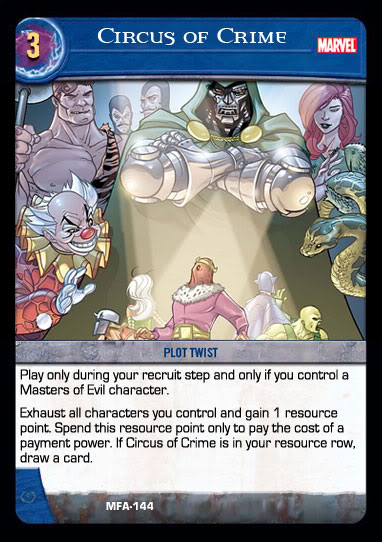 3
CIRCUS OF CRIME
MARVEL
PLOT TWIST
Play only during your recruit step and only if you control a
Masters of Evil character.
Exhaust all characters you control and gain 1 resource
point. Spend this resource point only to pay the cost of a
payment power. If Circus of Crime is in your resource row,
draw a card.
MFA-144